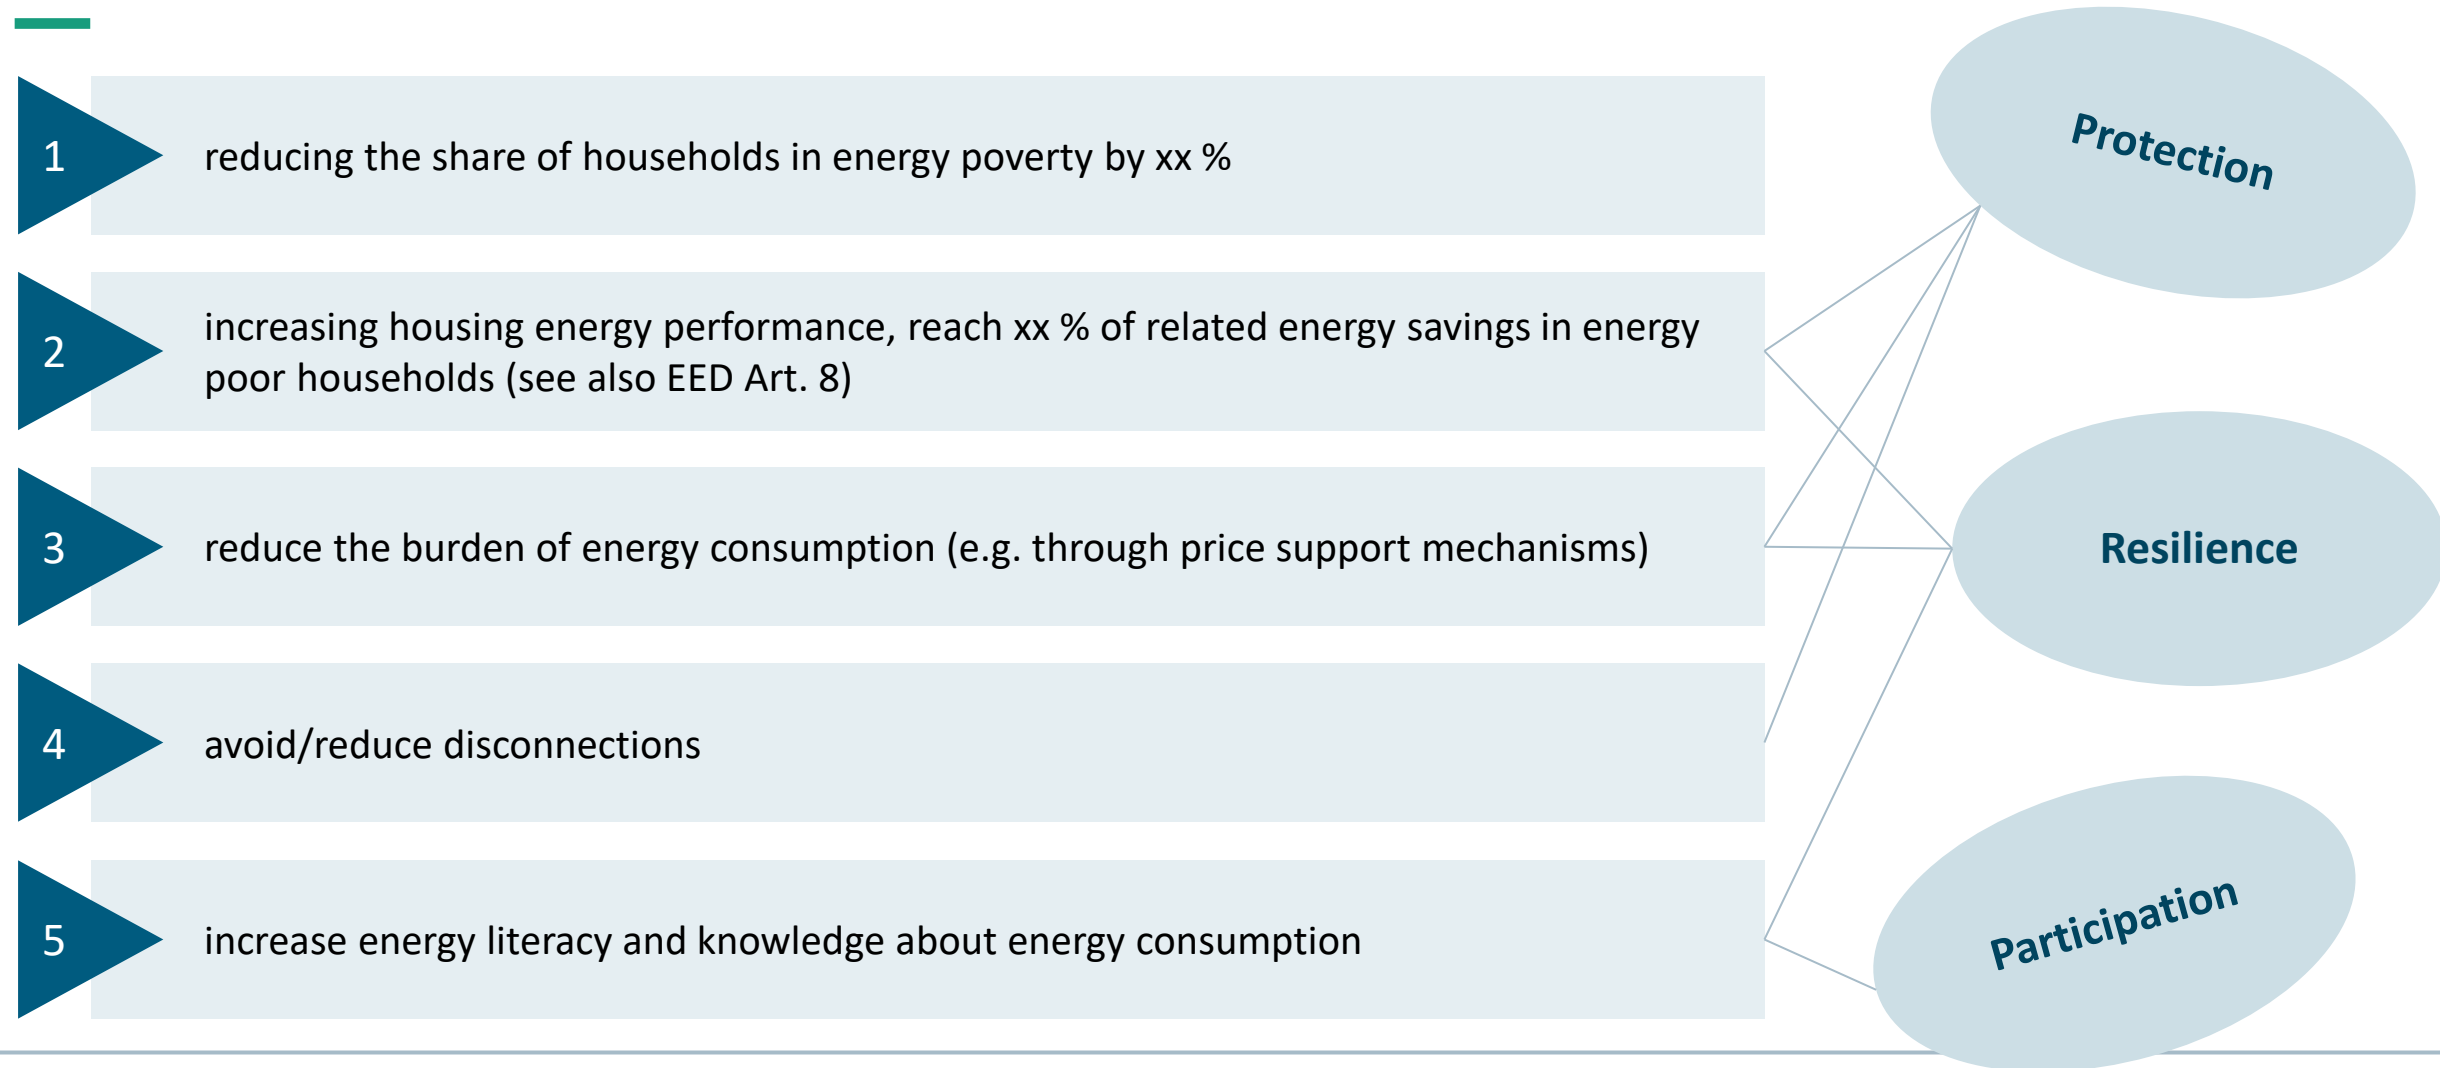 1
reducing the share of households in energy poverty by xx %
2
increasing housing energy performance, reach xx % of related energy savings in energy
poor households (see also EED Art. 8)
3
reduce the burden of energy consumption (e.g. through price support mechanisms)
4
avoid/reduce disconnections
5
increase energy literacy and knowledge about energy consumption
Protection
Resilience
Participation